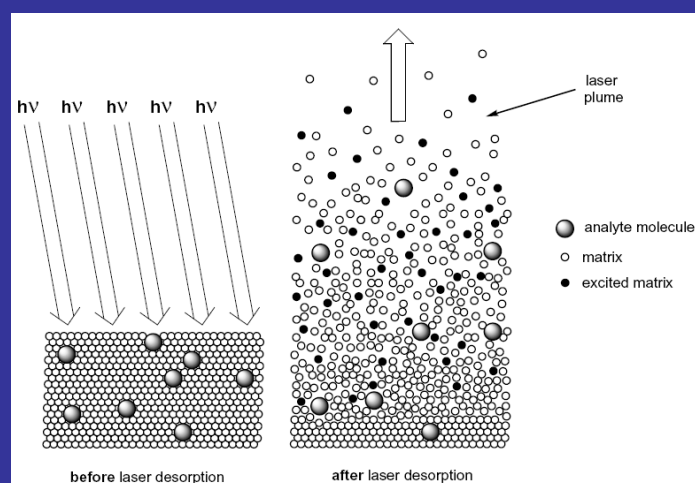 hν hν hν hν hν
laser
plume
analyte molecule
matrix
excited matrix
before laser desorption
after laser desorption